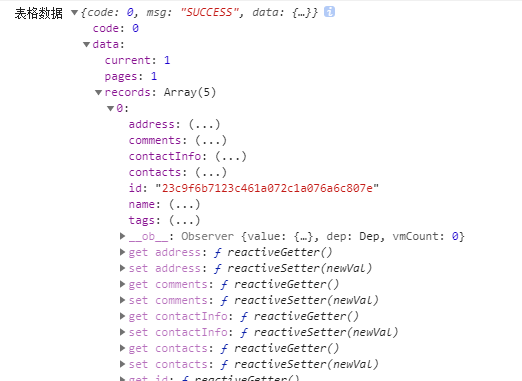 表格数据 ▼{code: 0, msg: "SUCCESS", data: {…}} i
code: 0
▼data:
current: 1
pages: 1
▼records: Array(5)
▼0:
address: (...)
comments: (...)
contactInfo: (...)
contacts: (...)
id: "23c9f6b7123c461a072c1a076a6c807e"
name: (...)
tags: (...)
▶__ob__: Observer {value: {…}, dep: Dep, vmCount: 0}
▶get address: ƒ reactiveGetter()
▶set address: ƒ reactiveSetter(newVal)
▶get comments: ƒ reactiveGetter()
▶set comments: ƒ reactiveSetter(newVal)
▶get contactInfo: ƒ reactiveGetter()
▶set contactInfo: ƒ reactiveSetter(newVal)
▶get contacts: ƒ reactiveGetter()
▶set contacts: ƒ reactiveSetter(newVal)
▶get id: ƒ reactiveGetter()